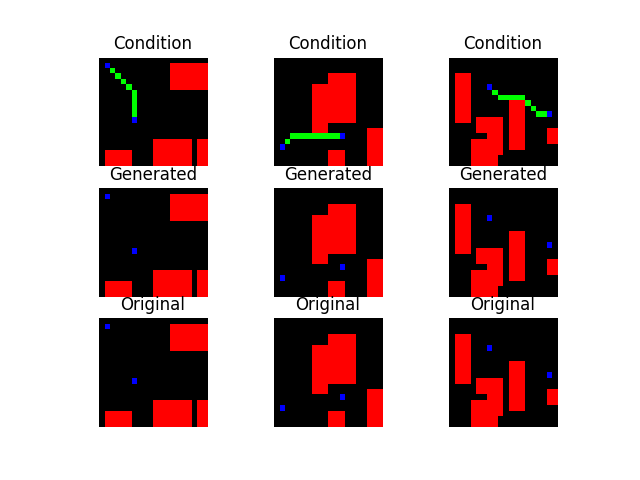 Condition Condition Condition
Generated Generated Generated
Original Original Original